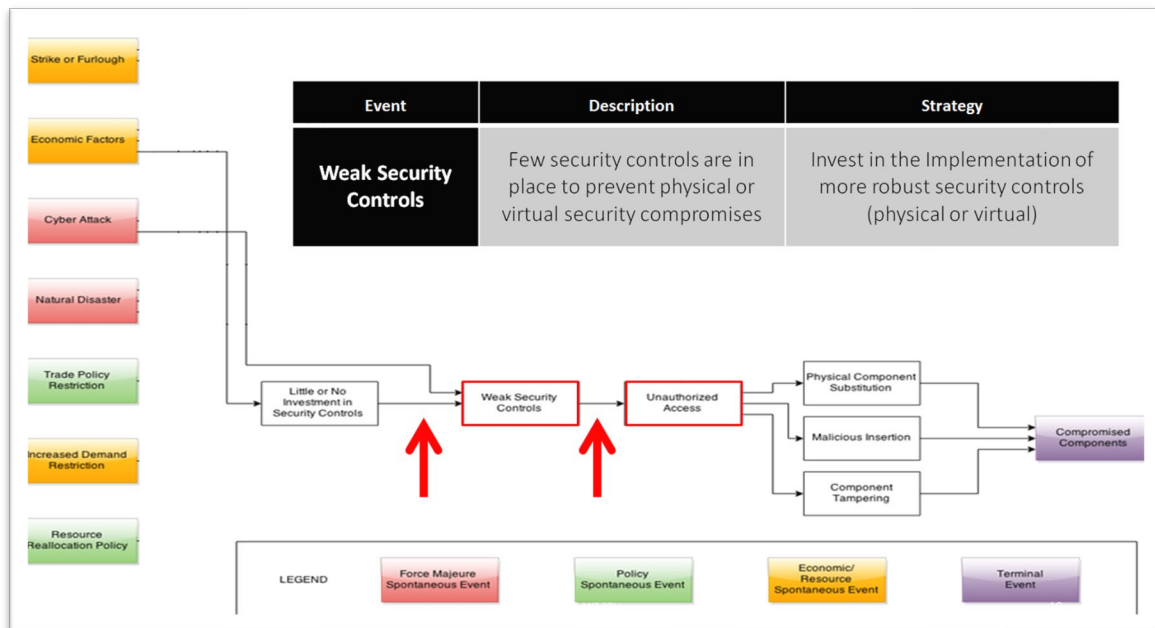 Strike or Furlough
Economic Factors
Cyber Attack
Natural Disaster
Trade Policy
Restriction
Increased Demand
Restriction
Resource
Reallocation Policy
Event
Description
Strategy
Weak Security
Controls
Few security controls are in
place to prevent physical or
virtual security compromises
Invest in the Implementation of
more robust security controls
(physical or virtual)
Little or No
Investment in
Security Controls
Weak Security
Controls
Unauthorized
Access
Physical Component
Substitution
Malicious Insertion
Component
Tampering
Compromised
Components
LEGEND
Force Majeure
Spontaneous Event
Policy
Spontaneous Event
Economic/
Resource
Spontaneous Event
Terminal
Event